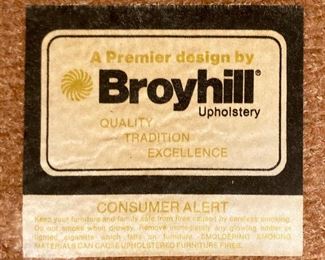 A Premier design by
Broyhill®
Upholstery
QUALITY
TRADITION
EXCELLENCE
CONSUMER ALERT
Keep your furniture and family safe from fires caused by careless smoking.
Do not smoke when drowsy. Remove immediately any glowing ember or
lighted cigarette which falls on furniture. SMOLDERING SMOKING
MATERIALS CAN CAUSE UPHOLSTERED FURNITURE FIRES.